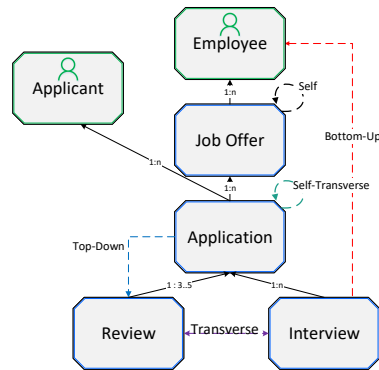 Employee
Applicant
1:n
Self
Job Offer
Bottom-Up
1:n
1:n
Self-Transverse
Application
Top-Down
1 : 3..5
1:n
Review
Transverse
Interview